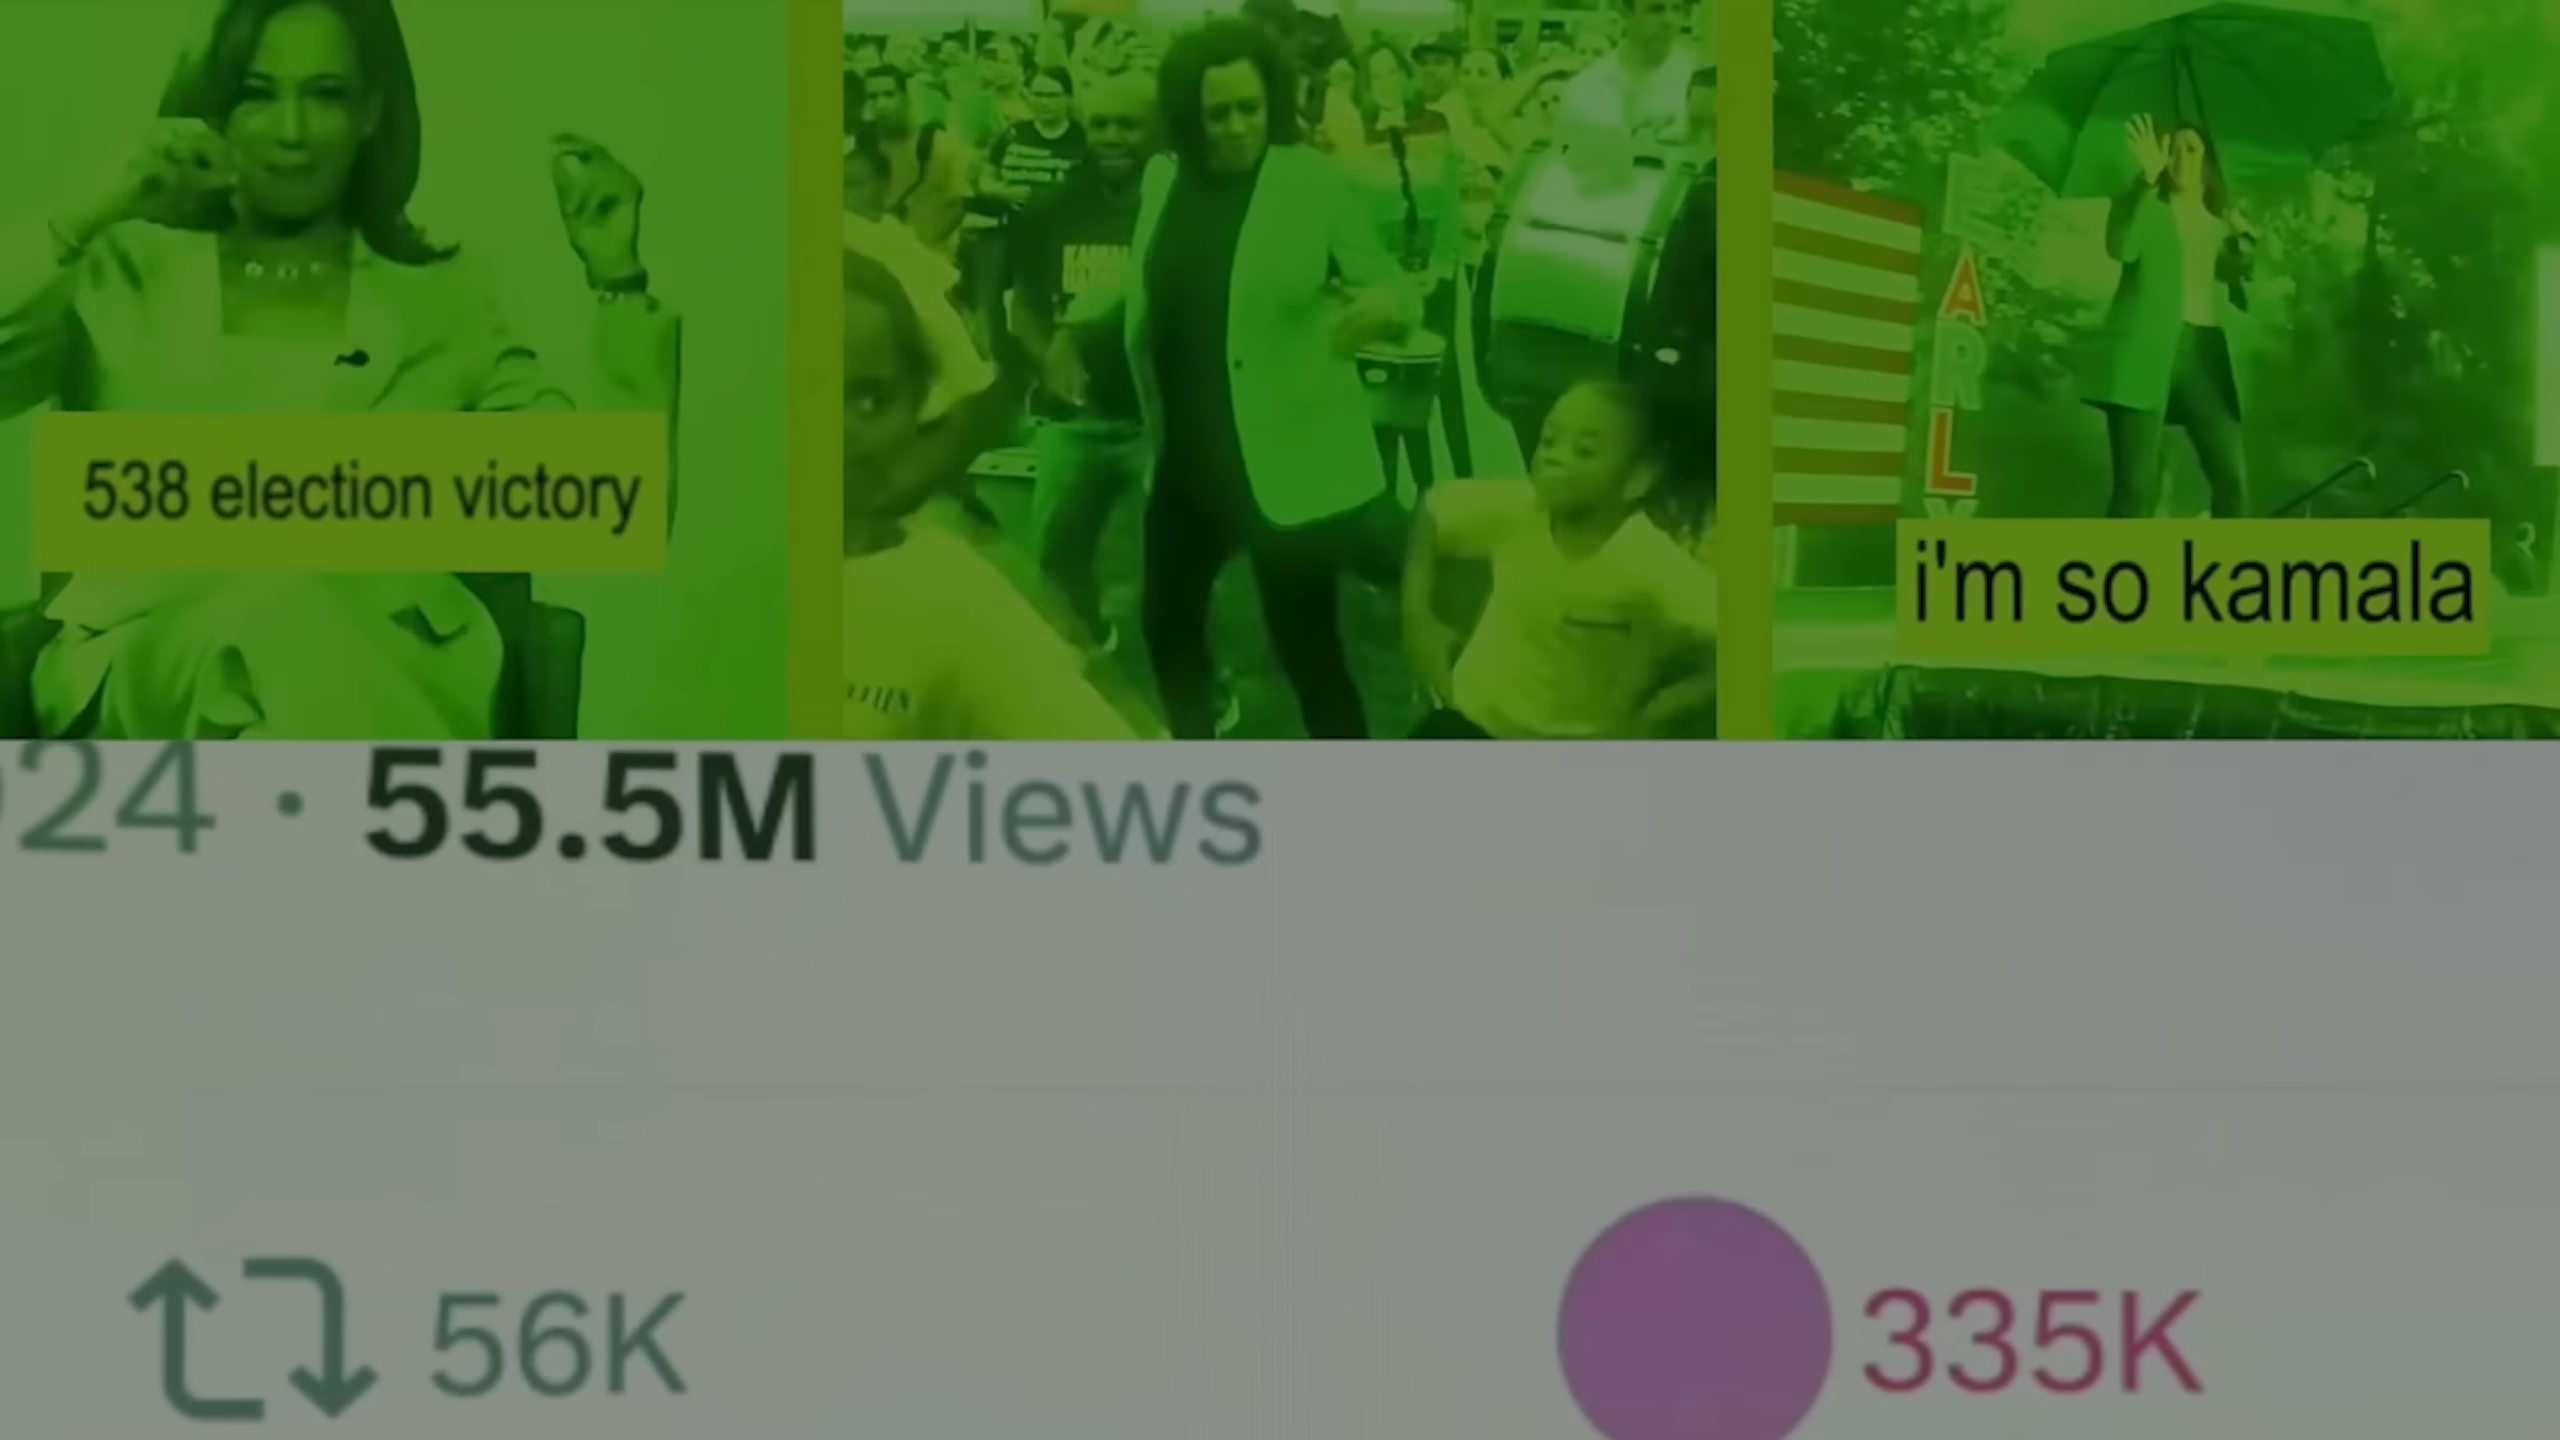 538 election victory
E
A
R
L
Y
i'm so kamala
24 · 55.5M Views
56K
335K